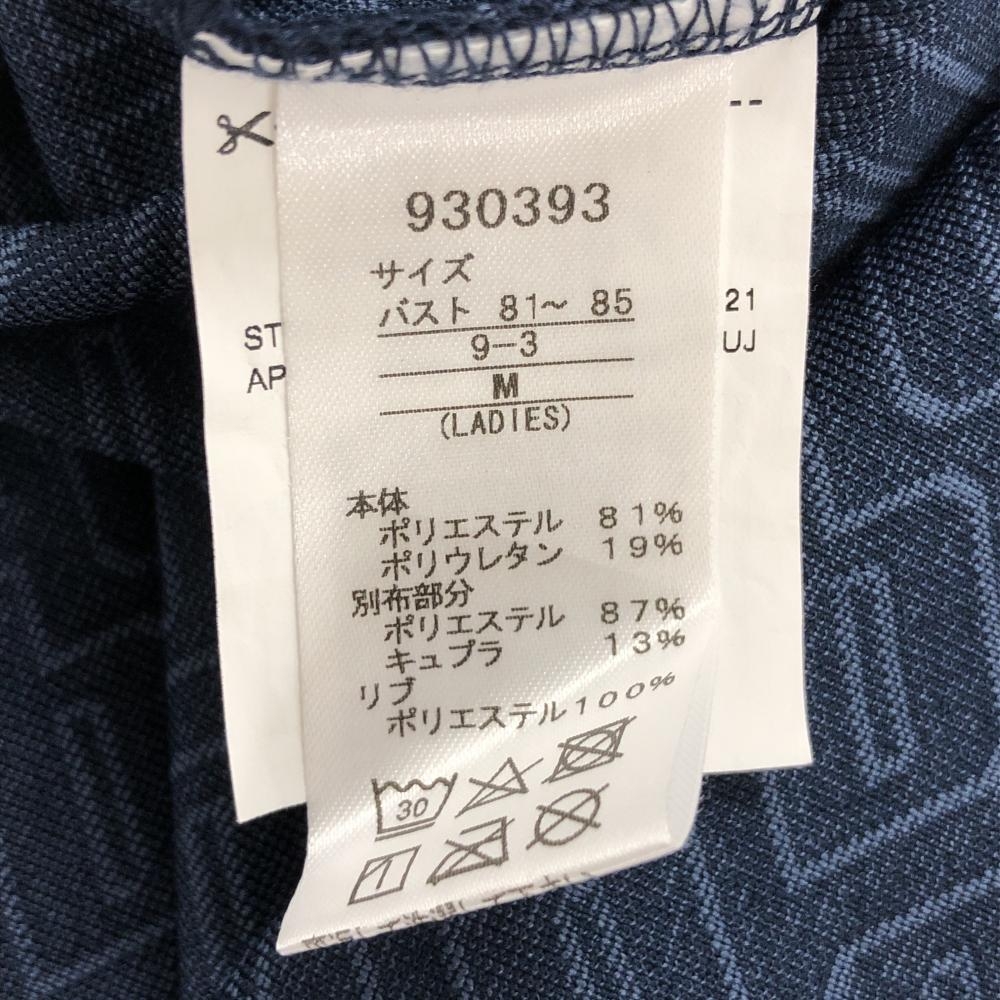 930393
サイズ
バスト 81〜 85
9-3
M
(LADIES)
本体
ポリエステル 81%
ポリウレタン 19%
別布部分
ポリエステル 87%
キュプラ 13%
リブ
ポリエステル100%
30
ST
AP
21
UJ